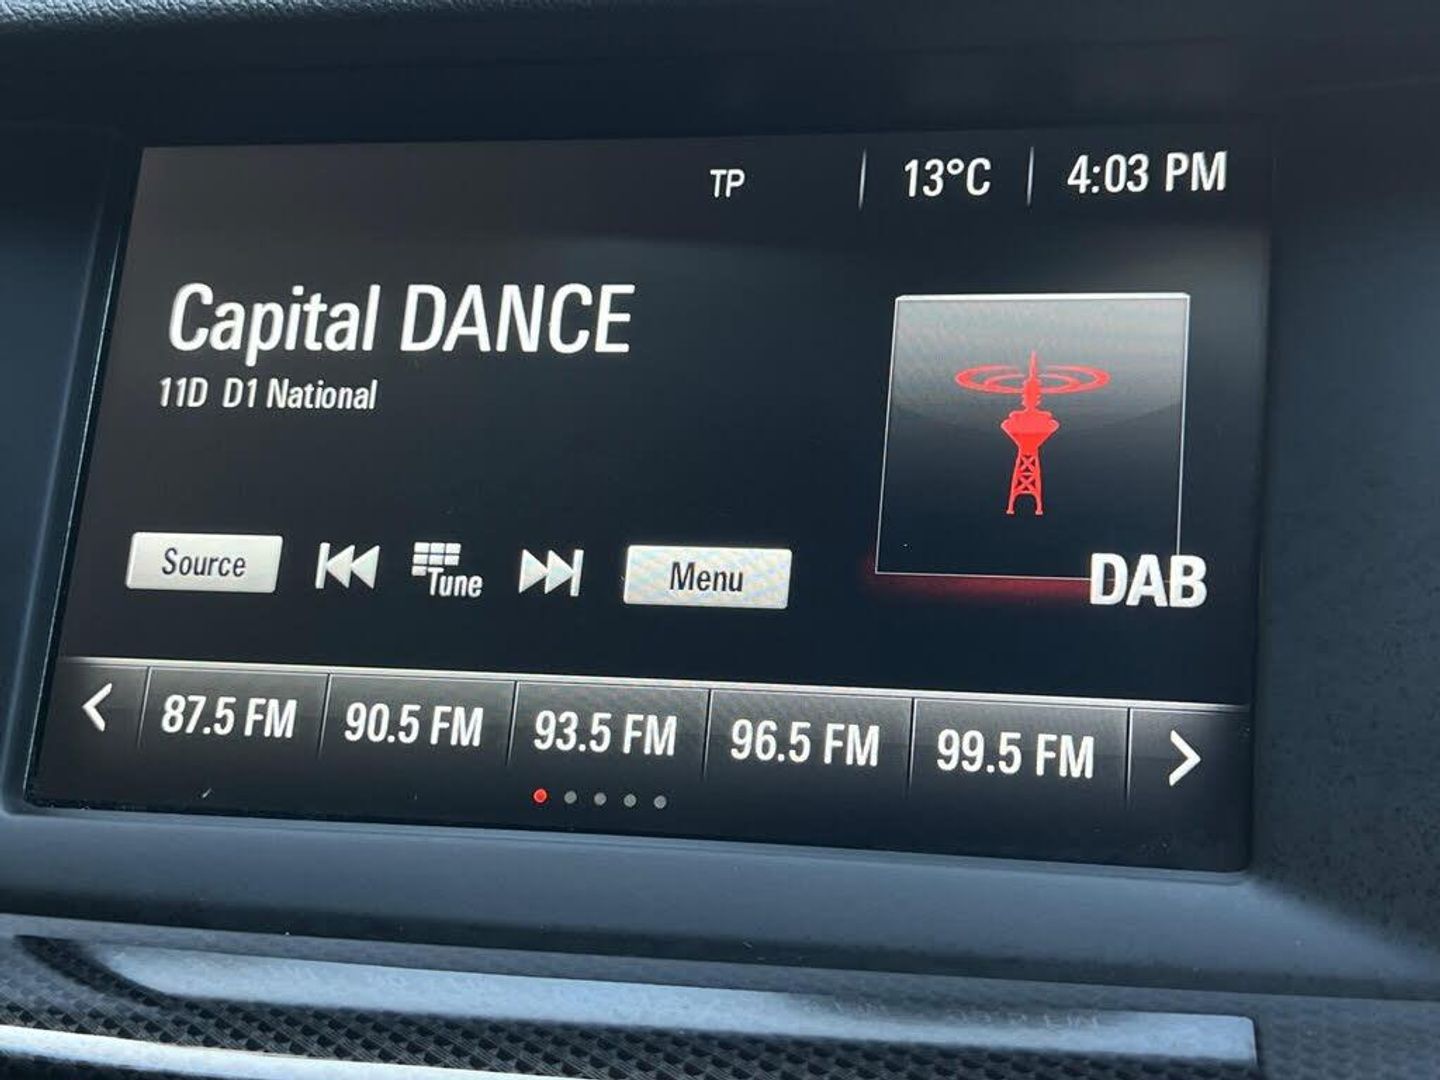 TP 13°C 4:03 PM
Capital DANCE
11D D1 National
Source Tune Menu
DAB
87.5 FM 90.5 FM 93.5 FM 96.5 FM 99.5 FM